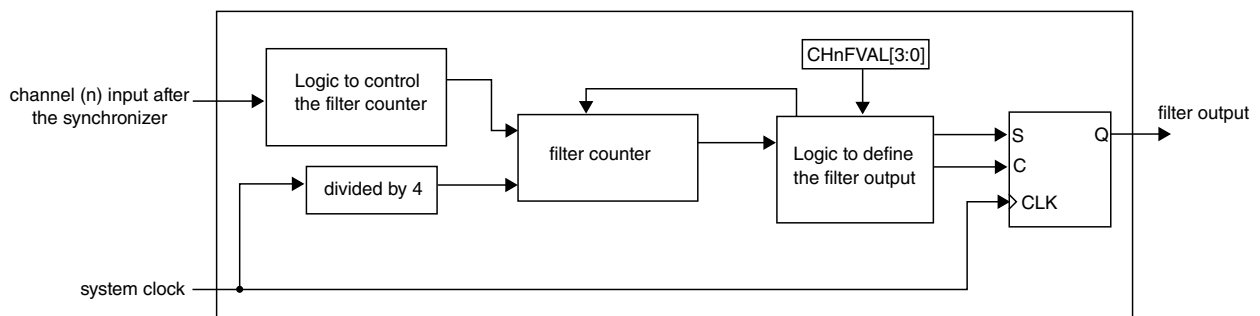 channel (n) input after
the synchronizer
Logic to control
the filter counter
divided by 4
system clock
filter counter
CHnFVAL[3:0]
Logic to define
the filter output
S
C
CLK
Q
filter output